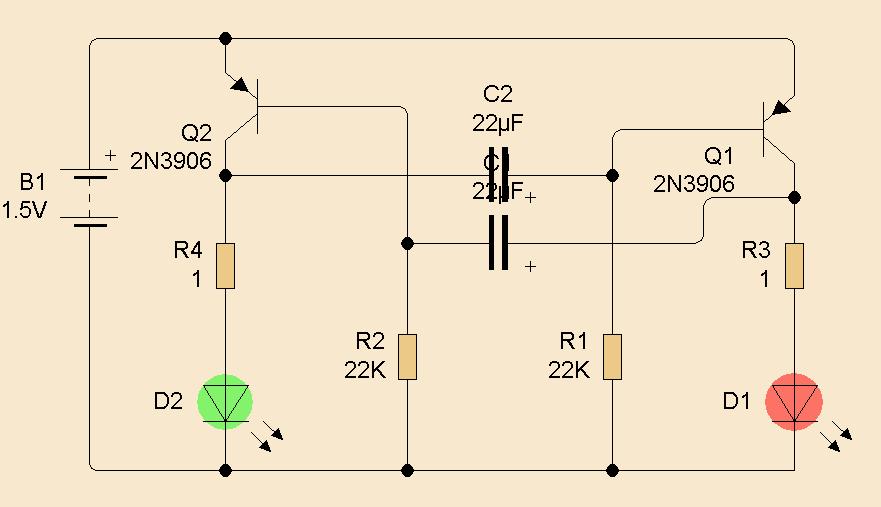 C2
22µF
Q2
2N3906
+
C1
22µF
+
Q1
2N3906
B1
1.5V
R4
1
+
R3
1
R2
22K
R1
22K
D2
D1